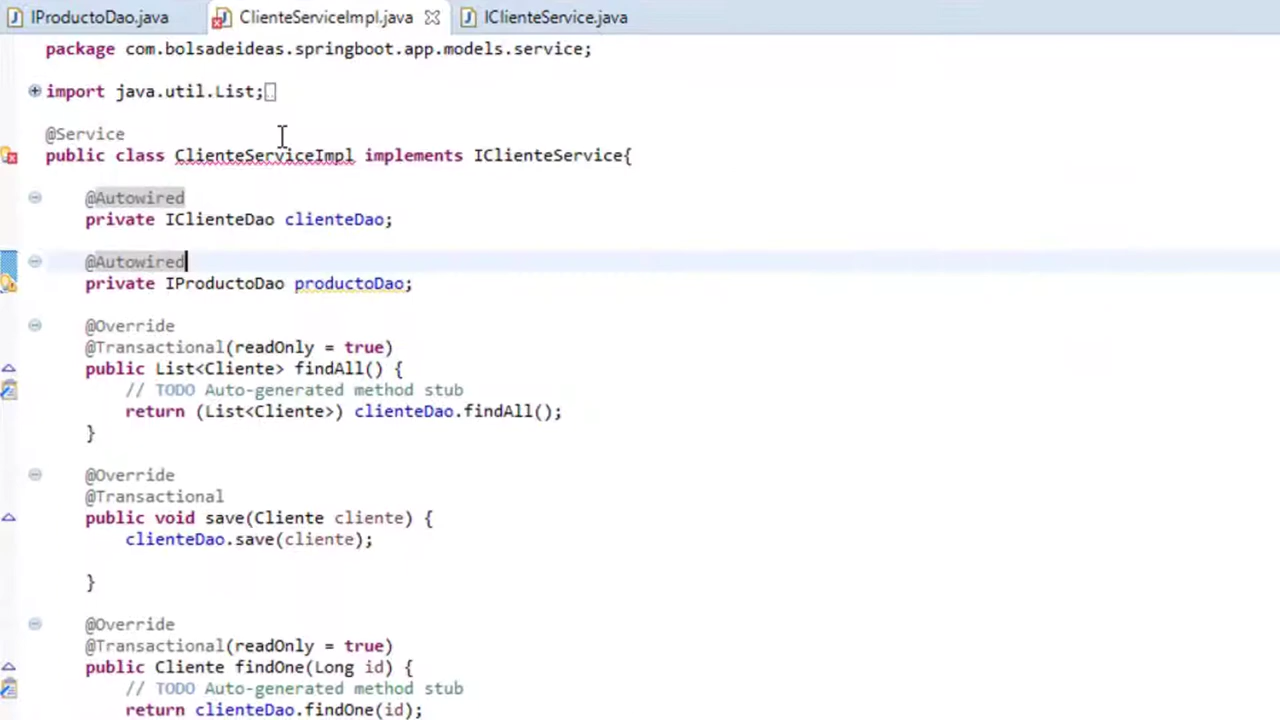 IProductoDao.java ClienteServiceImpl.java IClienteService.java
package com.bolsadeideas.springboot.app.models.service;
import java.util.List;
@Service
public class ClienteServiceImpl implements IClienteService{
@Autowired
private IClienteDao clienteDao;
@Autowired
private IProductoDao productoDao;
@Override
@Transactional(readOnly = true)
public List<Cliente> findAll() {
// TODO Auto-generated method stub
return (List<Cliente>) clienteDao.findAll();
}
@Override
@Transactional
public void save(Cliente cliente) {
clienteDao.save(cliente);
}
@Override
@Transactional(readOnly = true)
public Cliente findOne(Long id) {
// TODO Auto-generated method stub
return clienteDao.findOne(id);